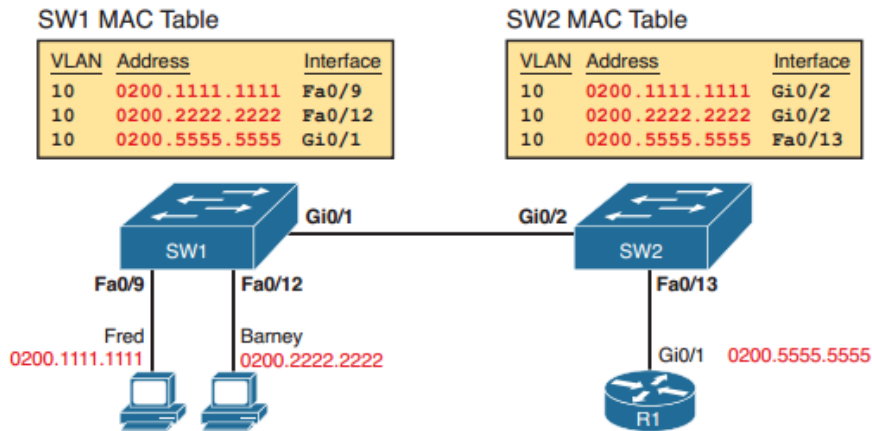 SW1 MAC Table
VLAN Address Interface
10 0200.1111.1111 Fa0/9
10 0200.2222.2222 Fa0/12
10 0200.5555.5555 Gi0/1
SW2 MAC Table
VLAN Address Interface
10 0200.1111.1111 Gi0/2
10 0200.2222.2222 Gi0/2
10 0200.5555.5555 Fa0/13
Gi0/1 Gi0/2
SW1 SW2
Fa0/9 Fa0/12 Fa0/13
Fred Barney
0200.1111.1111 0200.2222.2222
Gi0/1 0200.5555.5555
R1